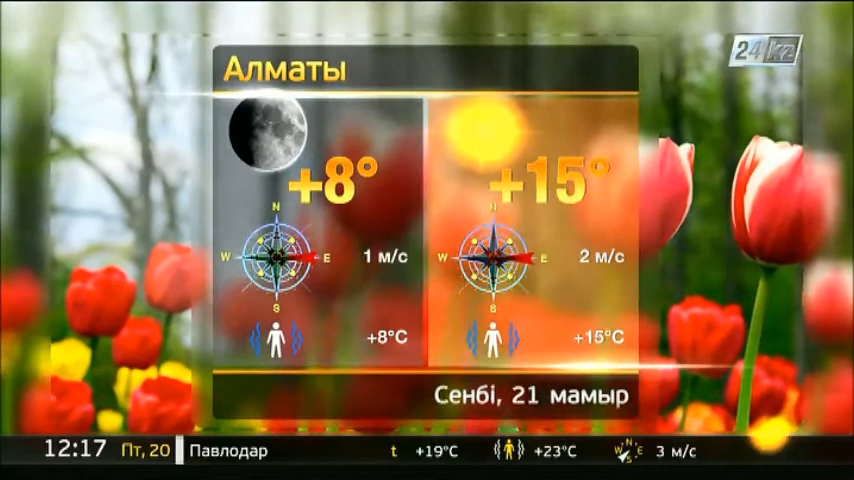 24 kz
Алматы
+8° +15°
N N
W E W E
1 м/с 2 м/с
S S
+8°C +15°C
Сенбі, 21 мамыр
12:17 Пт, 20 Павлодар t +19°C +23°C N W E S 3 м/с